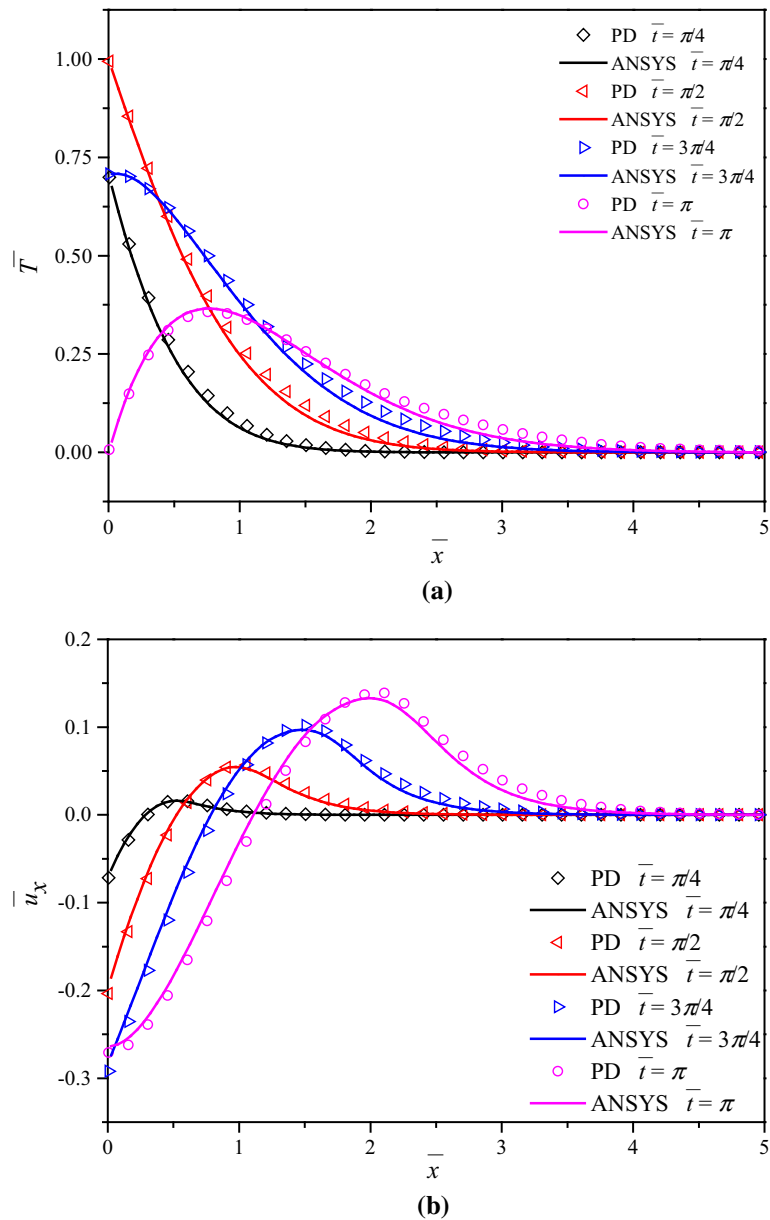 PD t̅ = π/4
ANSYS t̅ = π/4
PD t̅ = π/2
ANSYS t̅ = π/2
PD t̅ = 3π/4
ANSYS t̅ = 3π/4
PD t̅ = π
ANSYS t̅ = π
1.00
0.75
0.50
0.25
0.00
T̅
0 1 2 3 4 5
x̅
(a)
0.2
0.1
0.0
-0.1
-0.2
-0.3
u̅x
PD t̅ = π/4
ANSYS t̅ = π/4
PD t̅ = π/2
ANSYS t̅ = π/2
PD t̅ = 3π/4
ANSYS t̅ = 3π/4
PD t̅ = π
ANSYS t̅ = π
0 1 2 3 4 5
x̅
(b)